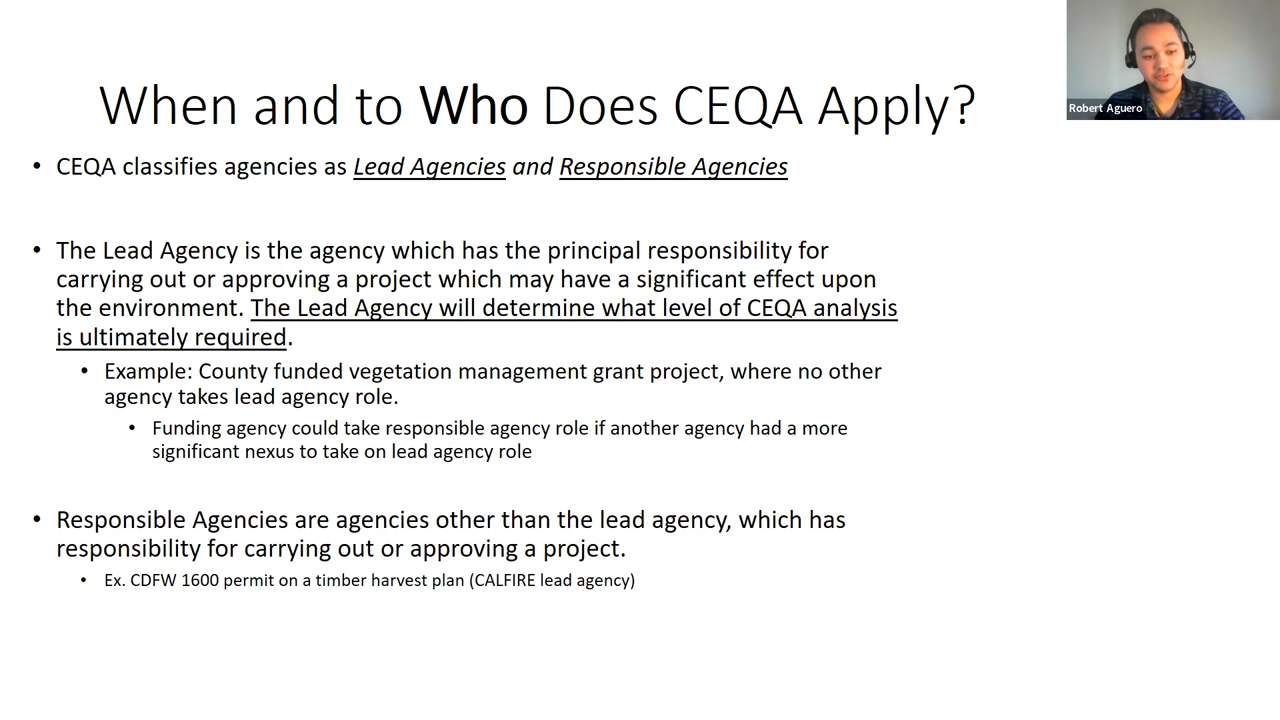 When and to Who Does CEQA Apply?
Robert Aguero
• CEQA classifies agencies as Lead Agencies and Responsible Agencies
• The Lead Agency is the agency which has the principal responsibility for
carrying out or approving a project which may have a significant effect upon
the environment. The Lead Agency will determine what level of CEQA analysis
is ultimately required.
• Example: County funded vegetation management grant project, where no other
agency takes lead agency role.
• Funding agency could take responsible agency role if another agency had a more
significant nexus to take on lead agency role
• Responsible Agencies are agencies other than the lead agency, which has
responsibility for carrying out or approving a project.
• Ex. CDFW 1600 permit on a timber harvest plan (CALFIRE lead agency)